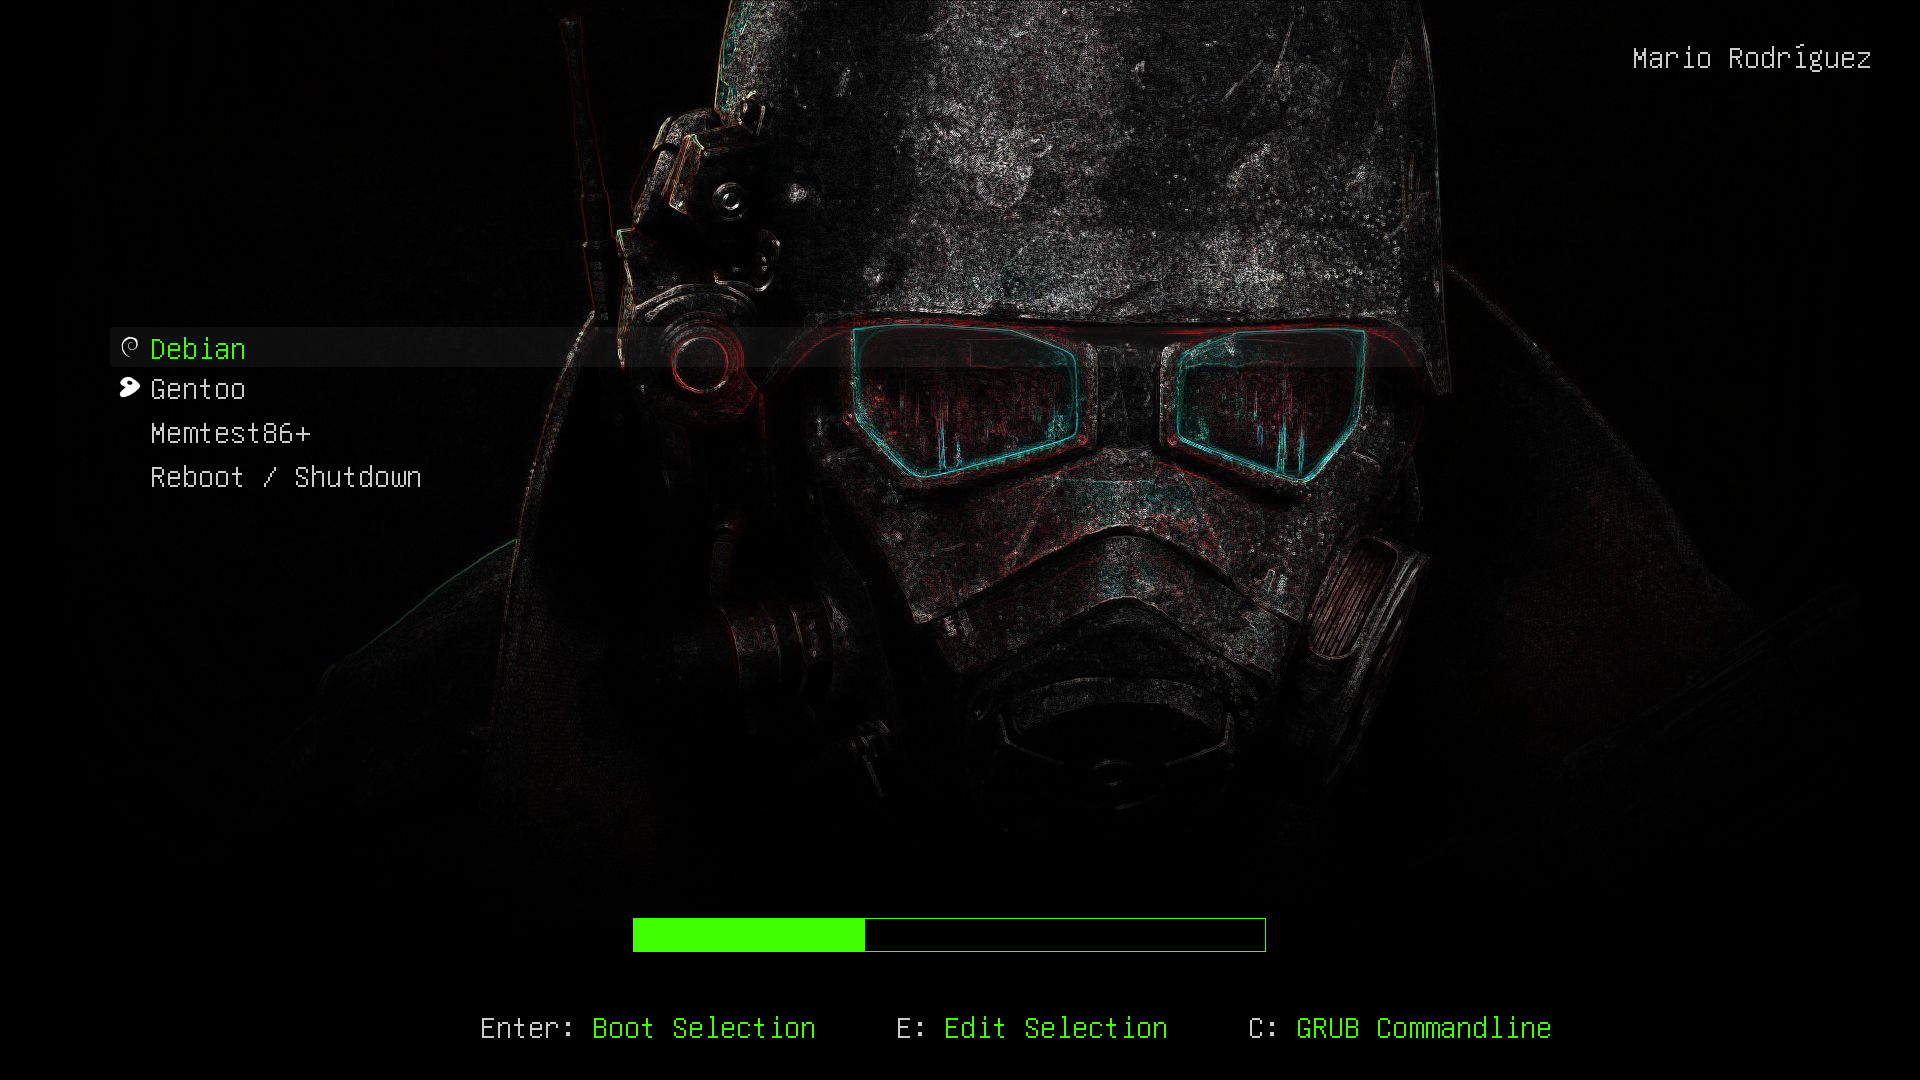 Mario Rodríguez
Debian
Gentoo
Memtest86+
Reboot / Shutdown
Enter: Boot Selection E: Edit Selection C: GRUB Commandline